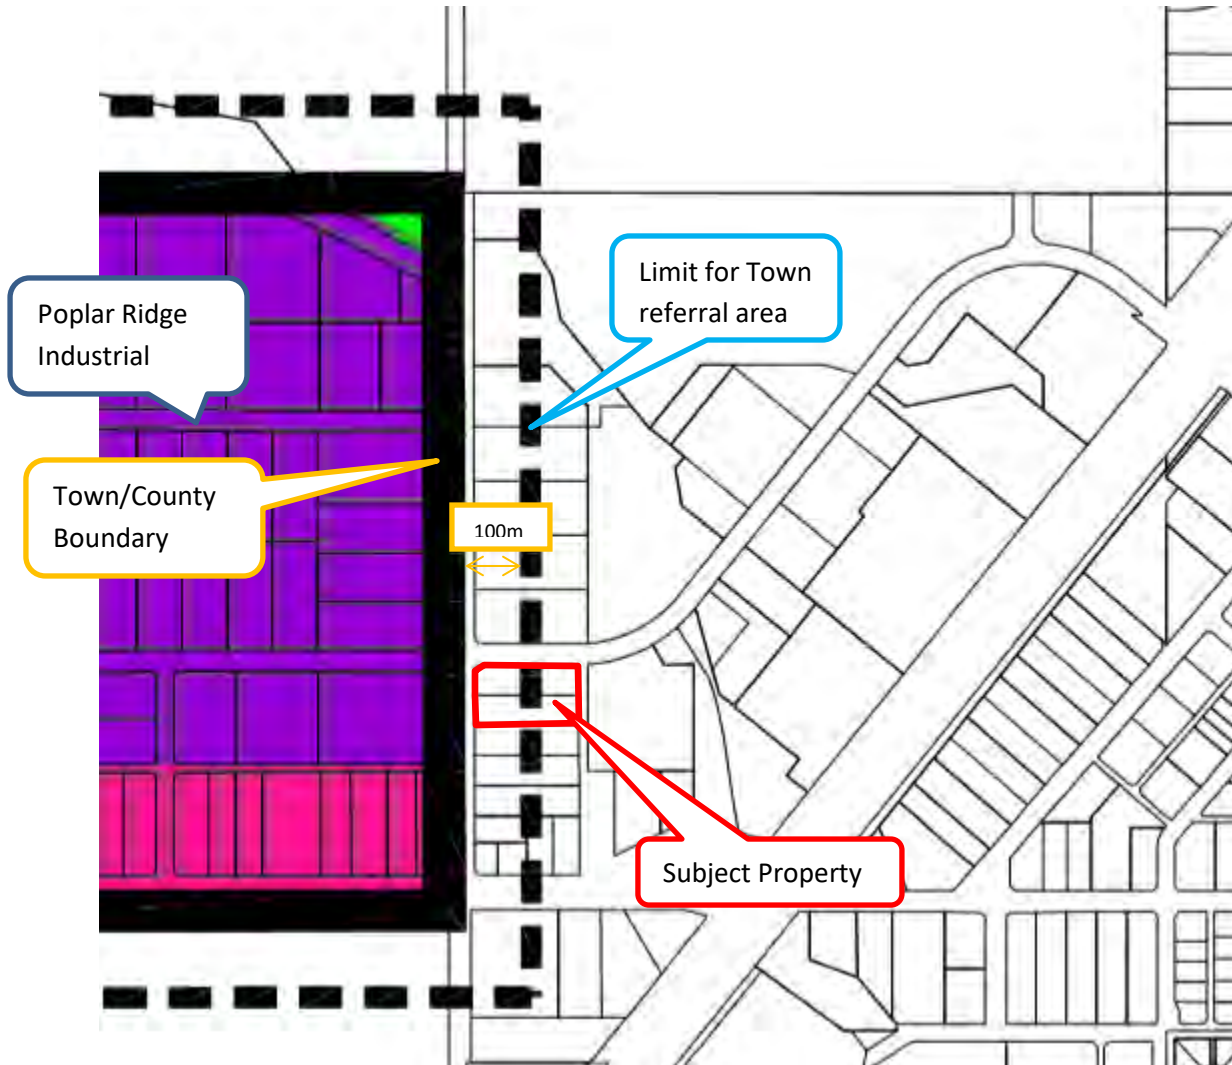 Limit for Town
referral area
Poplar Ridge
Industrial
Town/County
Boundary
100m
Subject Property